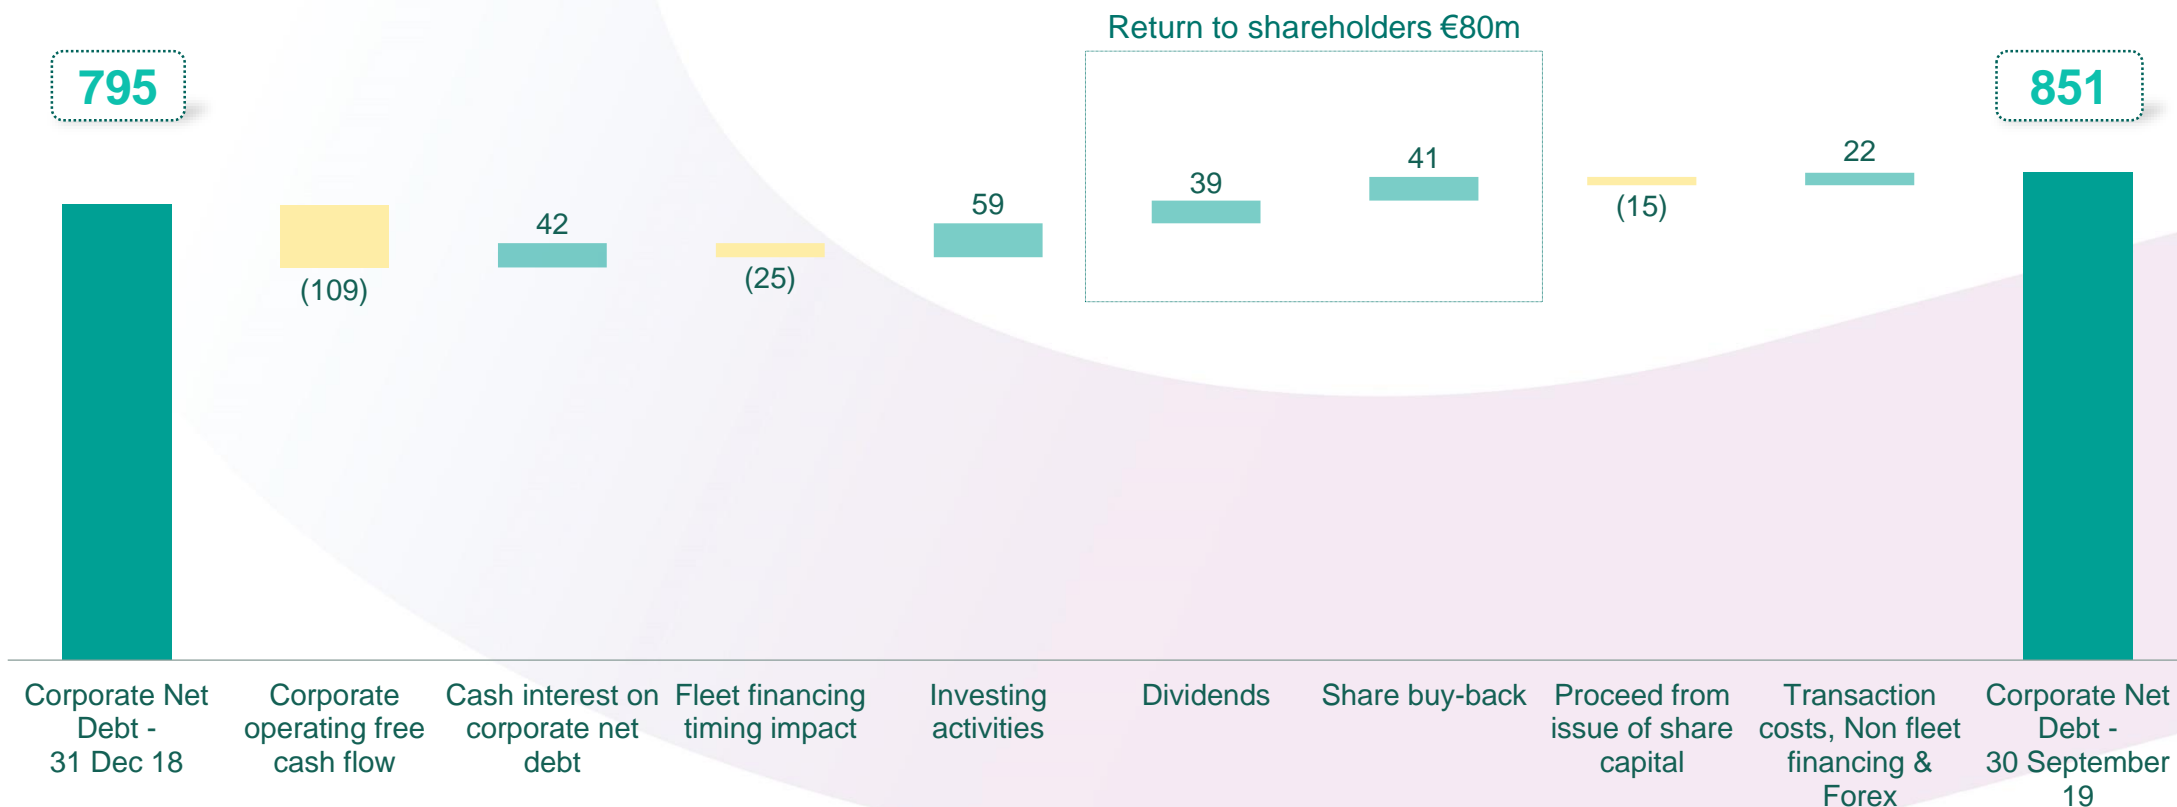 Return to shareholders €80m
795
851
(109)
42
(25)
59
39
41
(15)
22
Corporate Net
Debt -
31 Dec 18
Corporate
operating free
cash flow
Cash interest on
corporate net
debt
Fleet financing
timing impact
Investing
activities
Dividends
Share buy-back
Proceed from
issue of share
capital
Transaction
costs, Non fleet
financing &
Forex
Corporate Net
Debt -
30 September
19